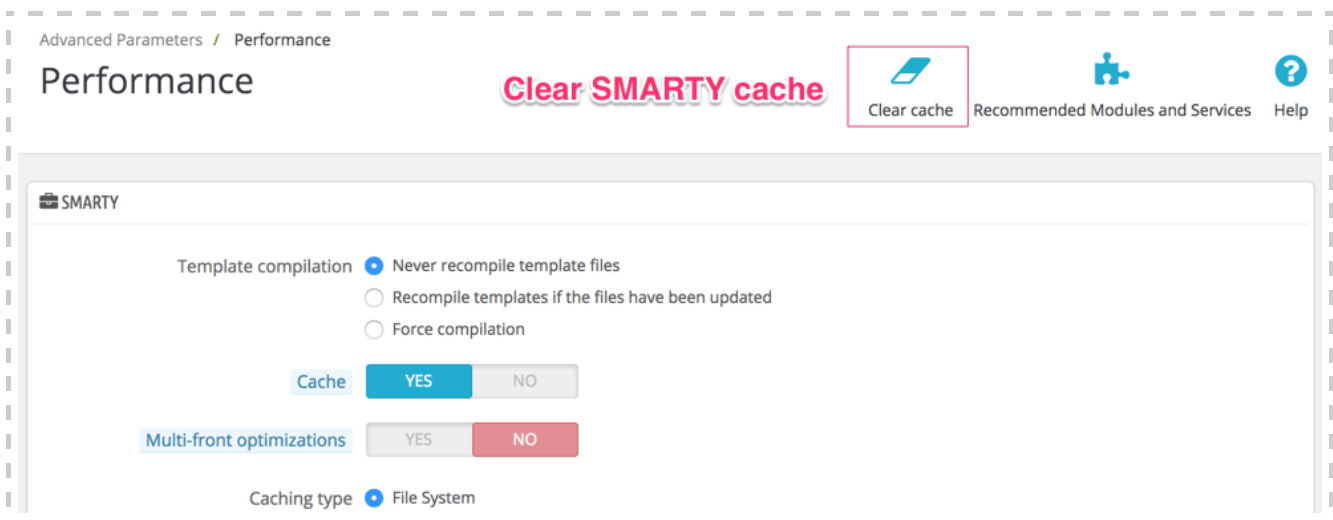 Advanced Parameters / Performance
Performance
Clear SMARTY cache
Clear cache
Recommended Modules and Services
Help
SMARTY
Template compilation
Never recompile template files
Recompile templates if the files have been updated
Force compilation
Cache YES NO
Multi-front optimizations YES NO
Caching type File System